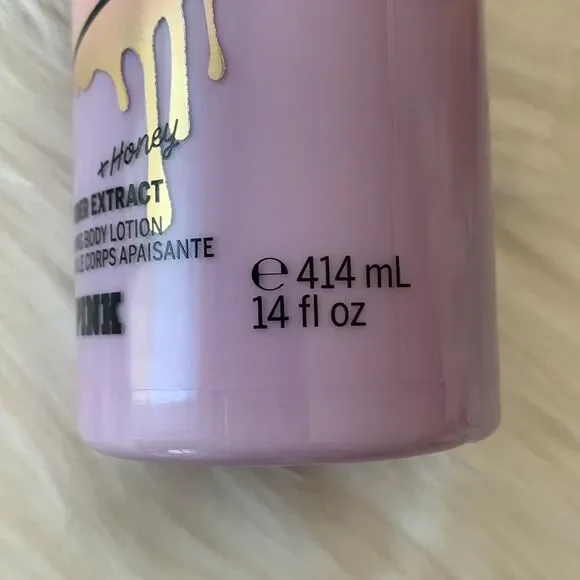 +Honey
EXTRACT
BODY LOTION
CORPS APAISANTE
PINK
℮ 414 mL
14 fl oz